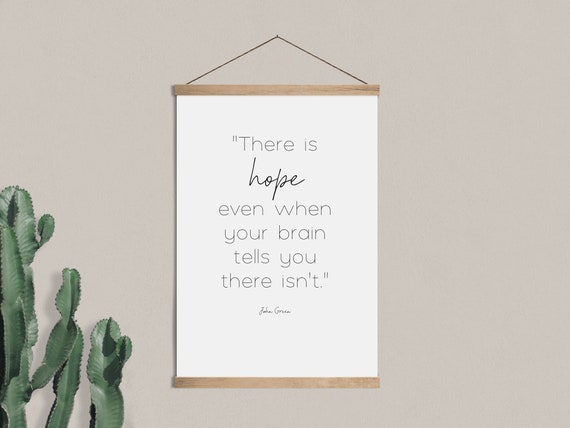 "There is
hope
even when
your brain
tells you
there isn't."
John Green